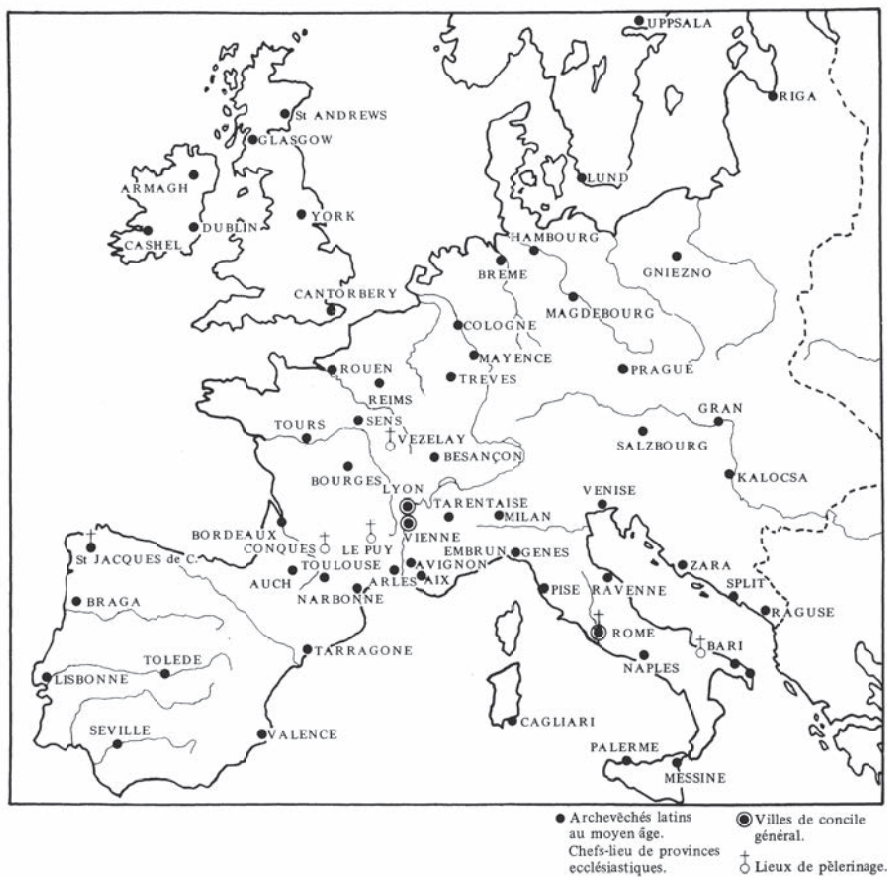 UPPSALA
RIGA
St ANDREWS
GLASGOW
LUND
ARMAGH
YORK
DUBLIN
CASHEL
HAMBOURG
BREME
GNIEZNO
CANTORBERY
MAGDEBOURG
COLOGNE
MAYENCE
ROUEN
TREVES
PRAGUE
REIMS
SENS
GRAN
TOURS
VEZELAY
SALZBOURG
BESANÇON
BOURGES
KALOCSA
LYON
VENISE
TARENTAISE
MILAN
BORDEAUX
VIENNE
CONQUES
LE PUY
EMBRUN
GENES
St JACQUES de C.
TOULOUSE
AVIGNON
ZARA
AUCH
ARLES
AIX
RAVENNE
NARBONNE
PISE
SPLIT
BRAGA
RAGUSE
ROME
TARRAGONE
BARI
TOLEDE
NAPLES
LISBONNE
CAGLIARI
SEVILLE
VALENCE
PALERME
MESSINE
Archevêchés latins
au moyen âge.
Chefs-lieu de provinces
ecclésiastiques.
Villes de concile
général.
Lieux de pèlerinage.